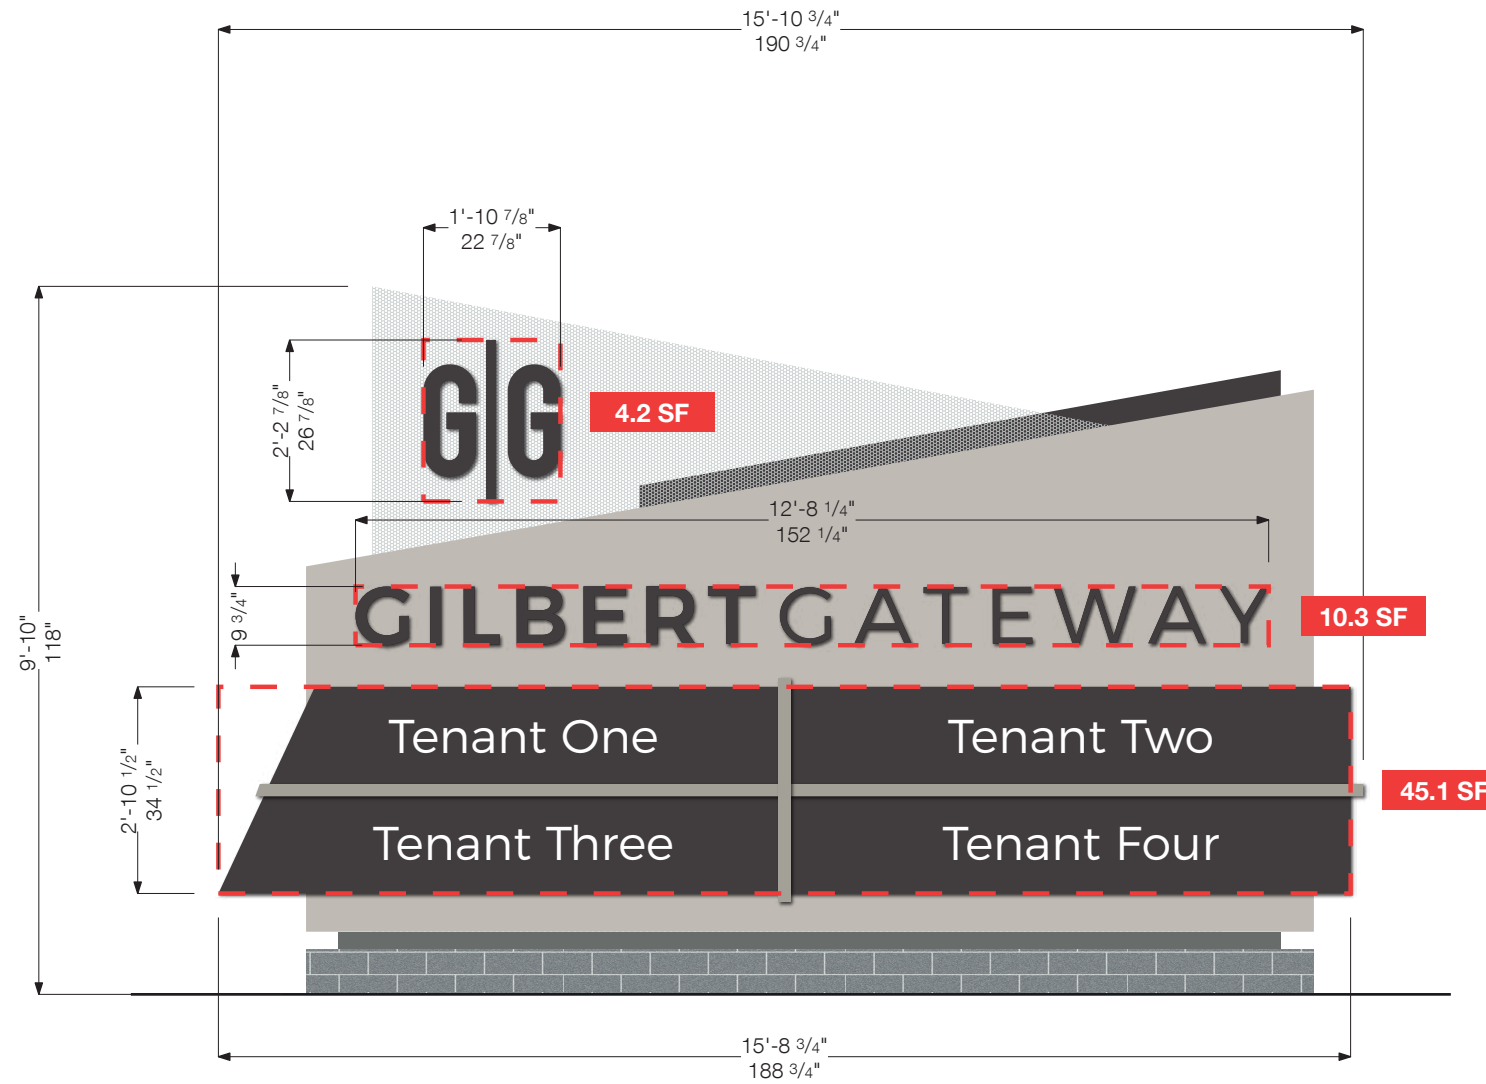 15'-10 3/4"
190 3/4"
1'-10 7/8"
22 7/8"
2'-2 7/8"
26 7/8"
G|G
4.2 SF
12'-8 1/4"
152 1/4"
9 3/4"
GILBERTGATEWAY
10.3 SF
9'-10"
118"
2'-10 1/2"
34 1/2"
Tenant One
Tenant Two
45.1 SF
Tenant Three
Tenant Four
15'-8 3/4"
188 3/4"